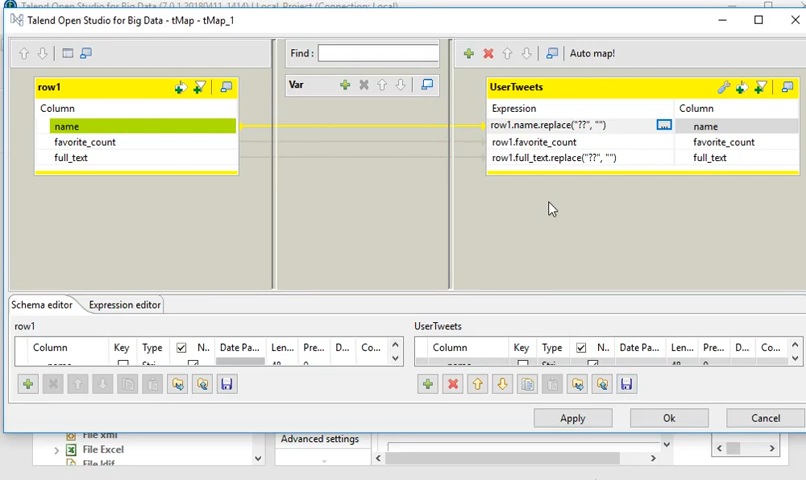 Talend Open Studio for Big Data - tMap - tMap_1
Find :
Auto map!
row1
Column
name
favorite_count
full_text
Var
UserTweets
Expression Column
row1.name.replace("??", "") ... name
row1.favorite_count favorite_count
row1.full_text.replace("??", "") full_text
Schema editor Expression editor
row1
Column Key Type N.. Date Pa... Len... Pre... D... Co...
UserTweets
Column Key Type N.. Date Pa... Len... Pre... D... Co...
Apply Ok Cancel
File xml
File Excel
File ldif
Advanced settings